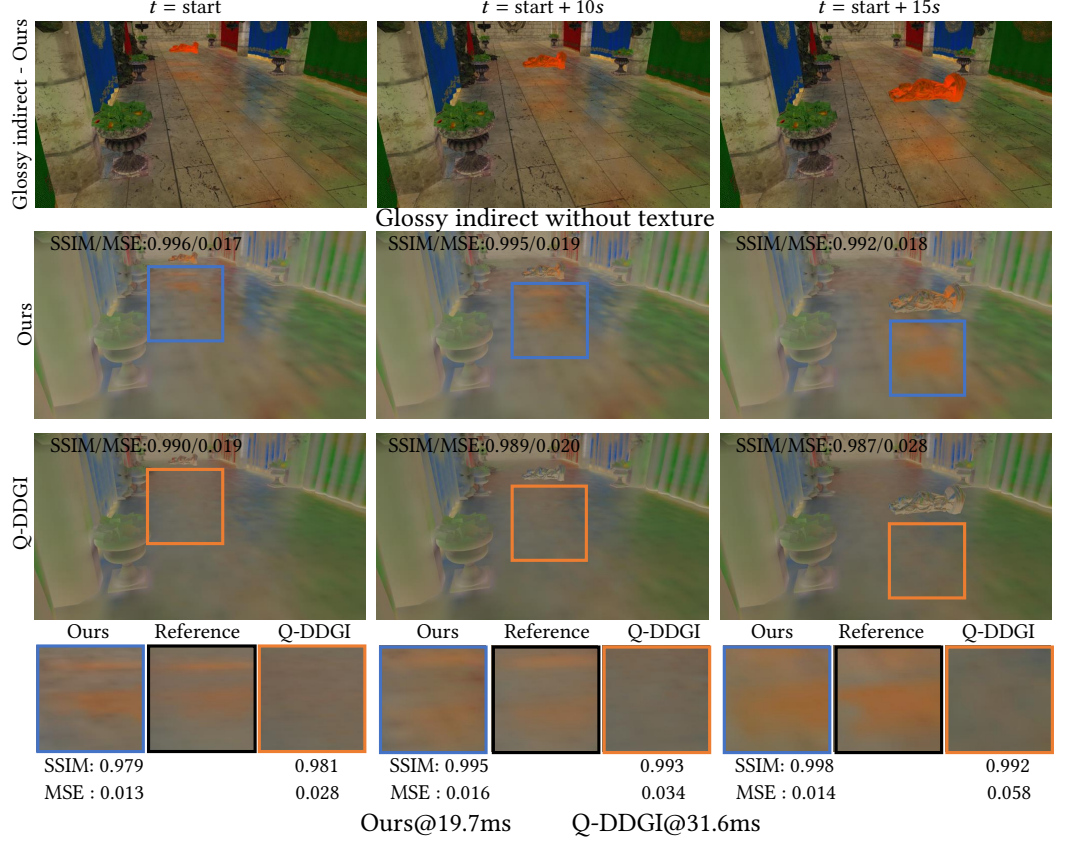 t = start
t = start + 10s
t = start + 15s
Glossy indirect - Ours
Glossy indirect without texture
Ours
SSIM/MSE:0.996/0.017
SSIM/MSE:0.995/0.019
SSIM/MSE:0.992/0.018
Q-DDGI
SSIM/MSE:0.990/0.019
SSIM/MSE:0.989/0.020
SSIM/MSE:0.987/0.028
Ours Reference Q-DDGI
Ours Reference Q-DDGI
Ours Reference Q-DDGI
SSIM: 0.979 0.981
SSIM: 0.995 0.993
SSIM: 0.998 0.992
MSE : 0.013 0.028
MSE : 0.016 0.034
MSE : 0.014 0.058
Ours@19.7ms Q-DDGI@31.6ms